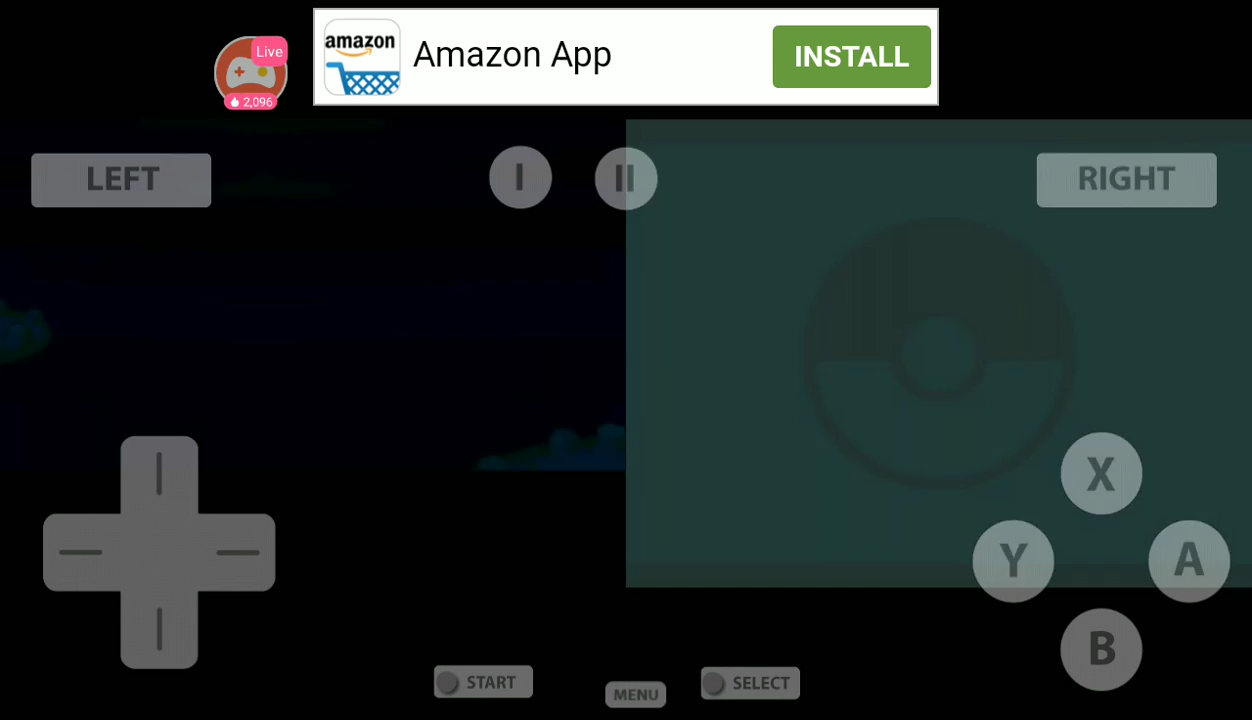 Live
2,096
amazon
Amazon App
INSTALL
LEFT
I
II
RIGHT
X
Y
A
B
START
MENU
SELECT